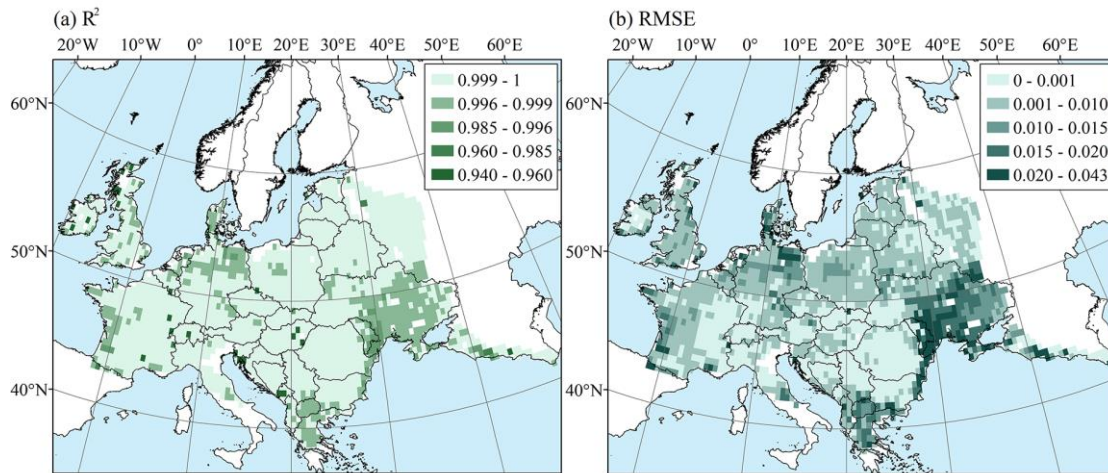 (a) R²
20°W 10°W 0° 10°E 20°E 30°E 40°E 50°E 60°E
60°N
50°N
40°N
0.999 - 1
0.996 - 0.999
0.985 - 0.996
0.960 - 0.985
0.940 - 0.960
(b) RMSE
20°W 10°W 0° 10°E 20°E 30°E 40°E 50°E 60°E
60°N
50°N
40°N
0 - 0.001
0.001 - 0.010
0.010 - 0.015
0.015 - 0.020
0.020 - 0.043